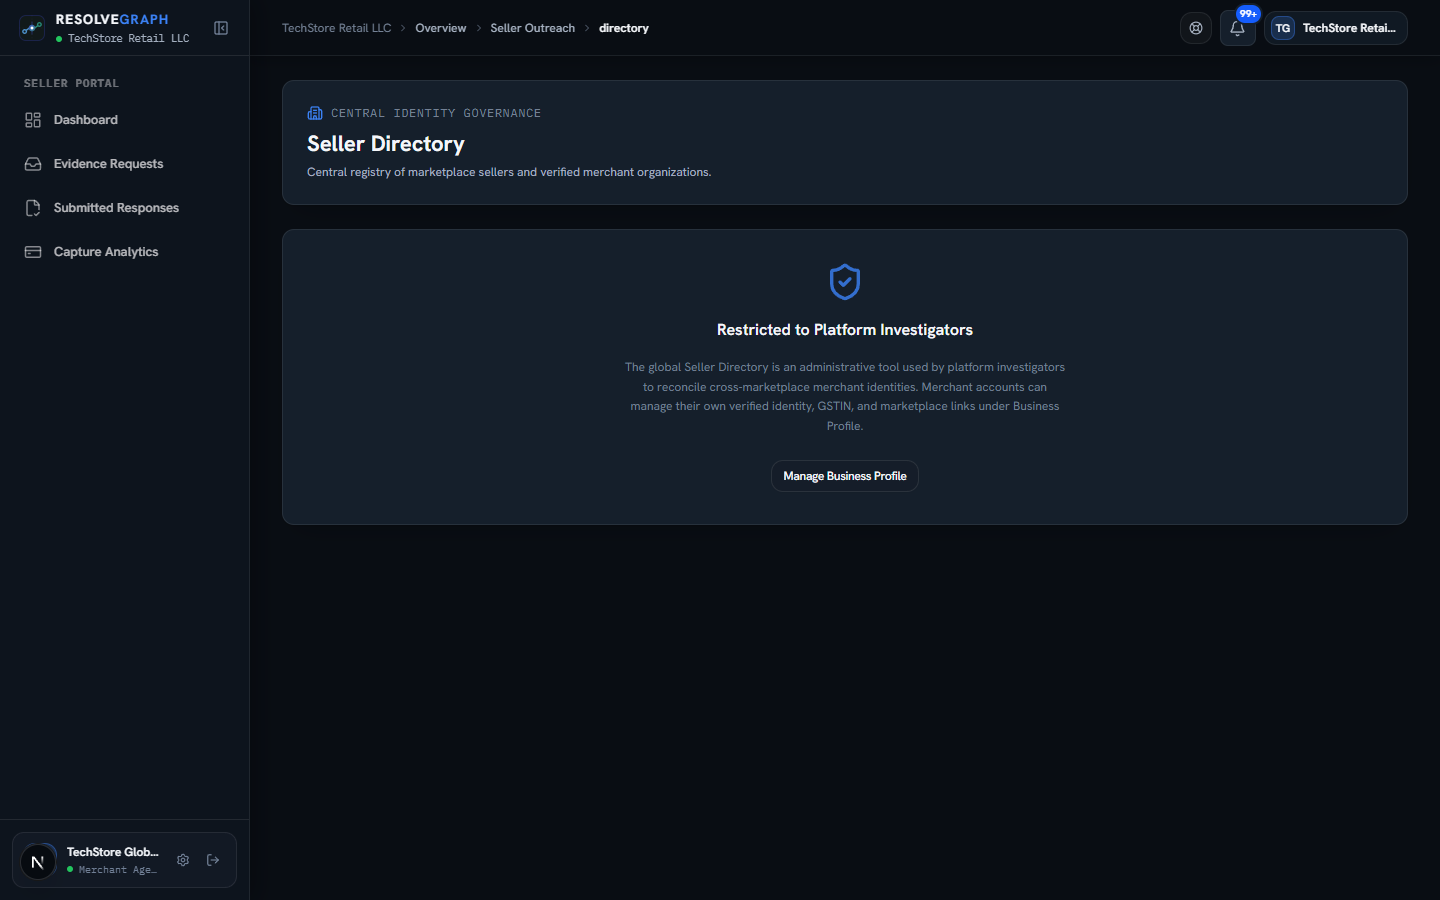 RESOLVEGRAPH
TechStore Retail LLC
SELLER PORTAL
Dashboard
Evidence Requests
Submitted Responses
Capture Analytics
TechStore Glob...
Merchant Age…
N
TechStore Retail LLC > Overview > Seller Outreach > directory
99+
TG TechStore Retai...
CENTRAL IDENTITY GOVERNANCE
Seller Directory
Central registry of marketplace sellers and verified merchant organizations.
Restricted to Platform Investigators
The global Seller Directory is an administrative tool used by platform investigators
to reconcile cross-marketplace merchant identities. Merchant accounts can
manage their own verified identity, GSTIN, and marketplace links under Business
Profile.
Manage Business Profile